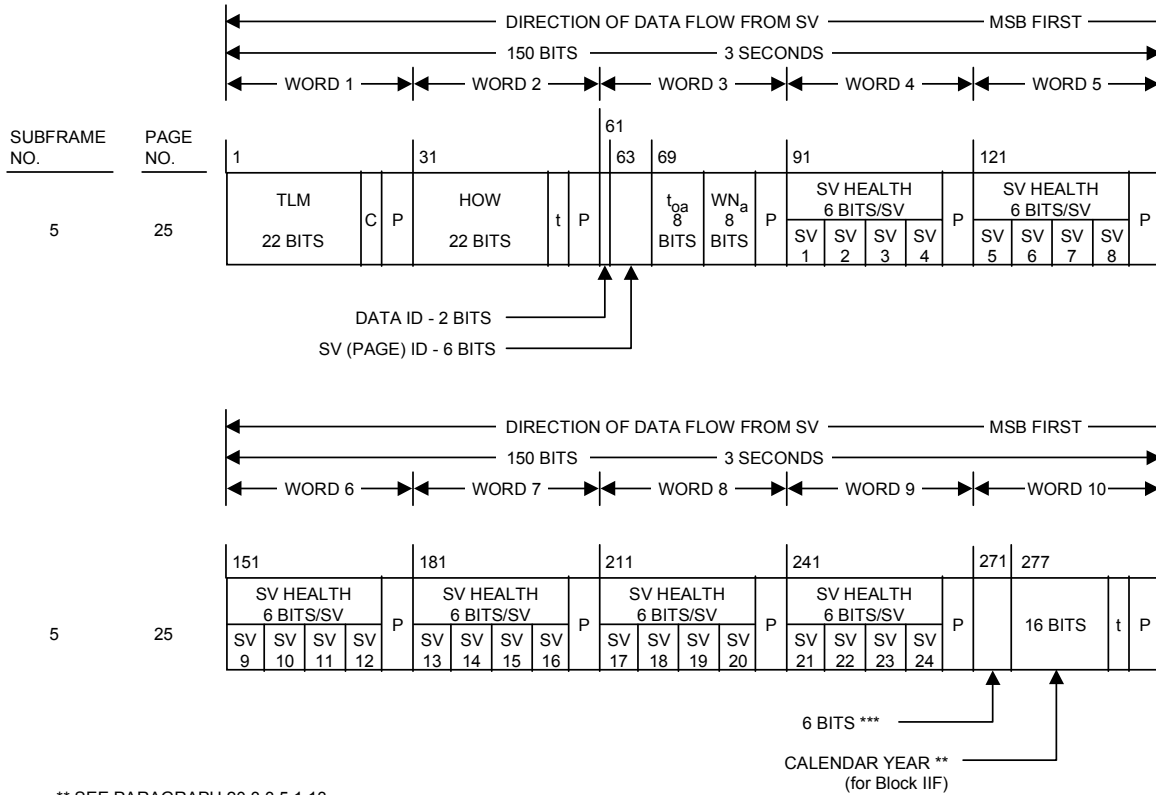 DIRECTION OF DATA FLOW FROM SV MSB FIRST
150 BITS 3 SECONDS
WORD 1 WORD 2 WORD 3 WORD 4 WORD 5
SUBFRAME NO. PAGE NO.
1 31 61 63 69 91 121
5 25
TLM 22 BITS C P
HOW 22 BITS t P
toa 8 BITS WNa 8 BITS P
SV HEALTH 6 BITS/SV P
SV 1 SV 2 SV 3 SV 4
SV HEALTH 6 BITS/SV P
SV 5 SV 6 SV 7 SV 8
DATA ID - 2 BITS
SV (PAGE) ID - 6 BITS
DIRECTION OF DATA FLOW FROM SV MSB FIRST
150 BITS 3 SECONDS
WORD 6 WORD 7 WORD 8 WORD 9 WORD 10
151 181 211 241 271 277
5 25
SV HEALTH 6 BITS/SV P
SV 9 SV 10 SV 11 SV 12
SV HEALTH 6 BITS/SV P
SV 13 SV 14 SV 15 SV 16
SV HEALTH 6 BITS/SV P
SV 17 SV 18 SV 19 SV 20
SV HEALTH 6 BITS/SV P
SV 21 SV 22 SV 23 SV 24
16 BITS t P
6 BITS ***
CALENDAR YEAR **
(for Block IIF)